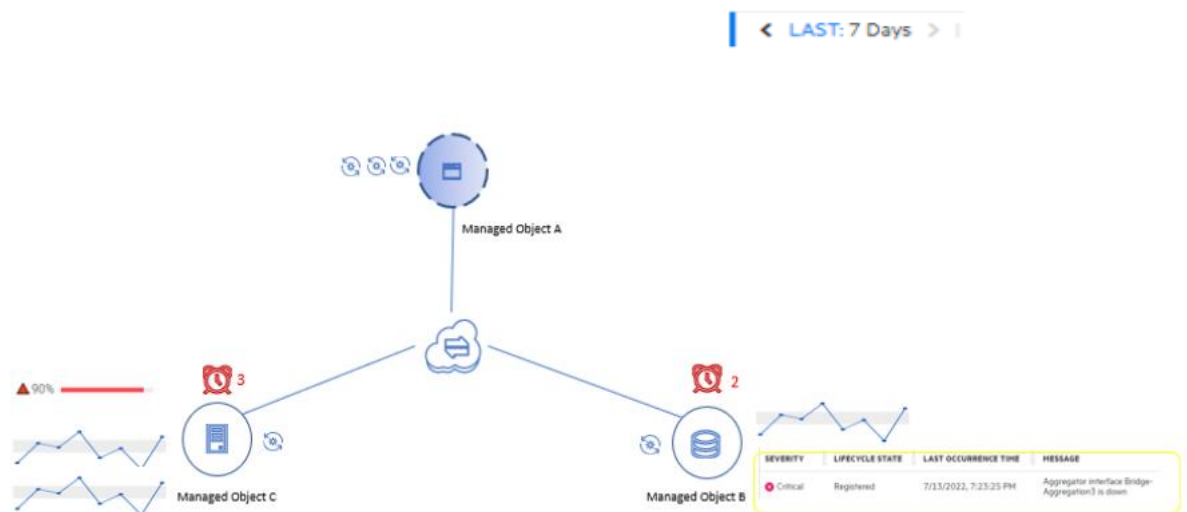 LAST: 7 Days
Managed Object A
3
2
90%
SEVERITY LIFECYCLE STATE LAST OCCURRENCE TIME MESSAGE
Critical Registered 7/13/2022, 7:23:25 PM Aggregator interface Bridge-
Aggregation3 is down
Managed Object C
Managed Object B